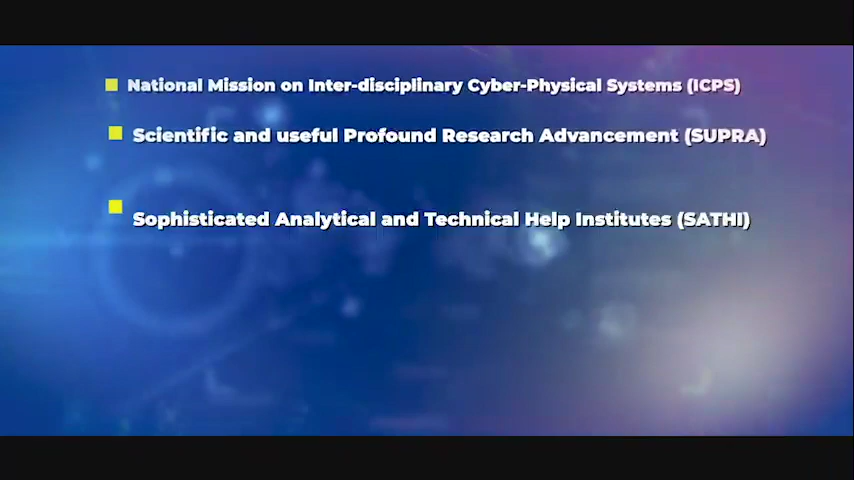 National Mission on Inter-disciplinary Cyber-Physical Systems (ICPS)
Scientific and useful Profound Research Advancement (SUPRA)
Sophisticated Analytical and Technical Help Institutes (SATHI)